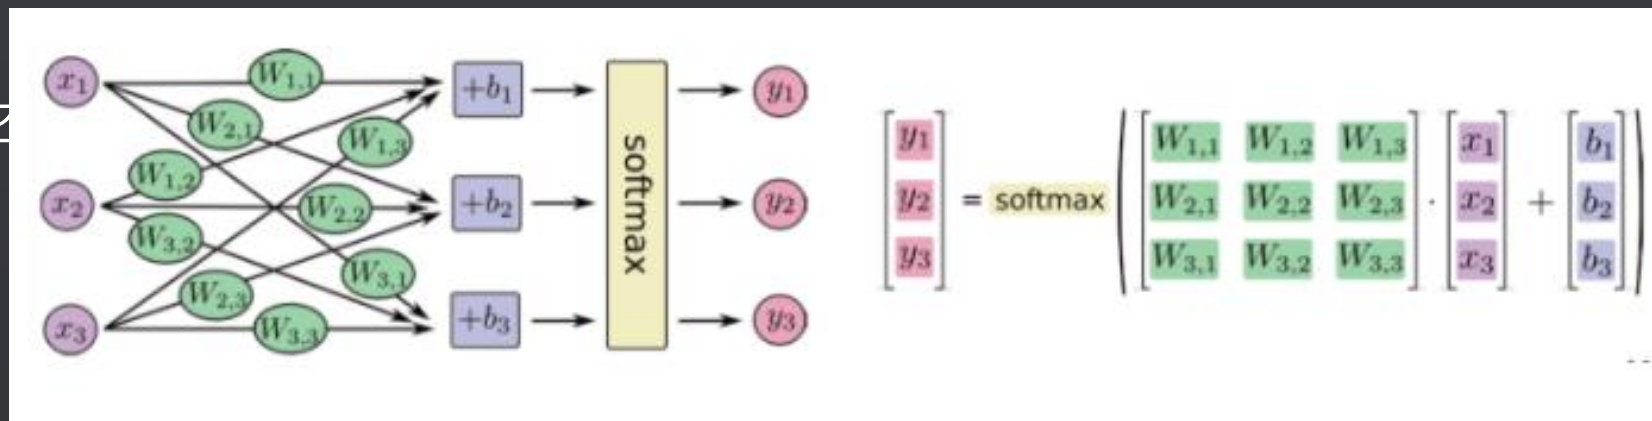 x₁ W₁,₁ +b₁ y₁
W₂,₁ W₁,₃
W₁,₂
x₂ W₂,₂ +b₂ softmax y₂
W₃,₂ W₃,₁
W₂,₃
x₃ W₃,₃ +b₃ y₃
y₁ W₁,₁ W₁,₂ W₁,₃ x₁ b₁
y₂ = softmax W₂,₁ W₂,₂ W₂,₃ · x₂ + b₂
y₃ W₃,₁ W₃,₂ W₃,₃ x₃ b₃